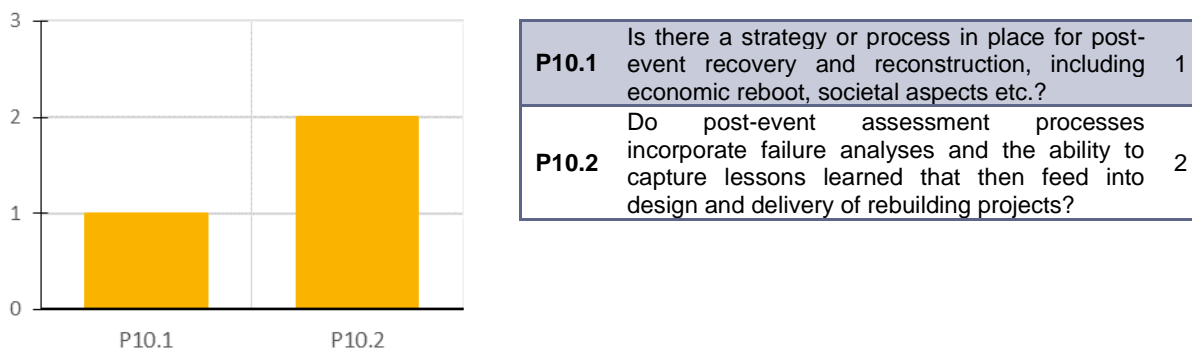 3
2
1
0
P10.1 P10.2
Is there a strategy or process in place for post-
P10.1 event recovery and reconstruction, including 1
economic reboot, societal aspects etc.?
Do post-event assessment processes
incorporate failure analyses and the ability to
P10.2 capture lessons learned that then feed into 2
design and delivery of rebuilding projects?